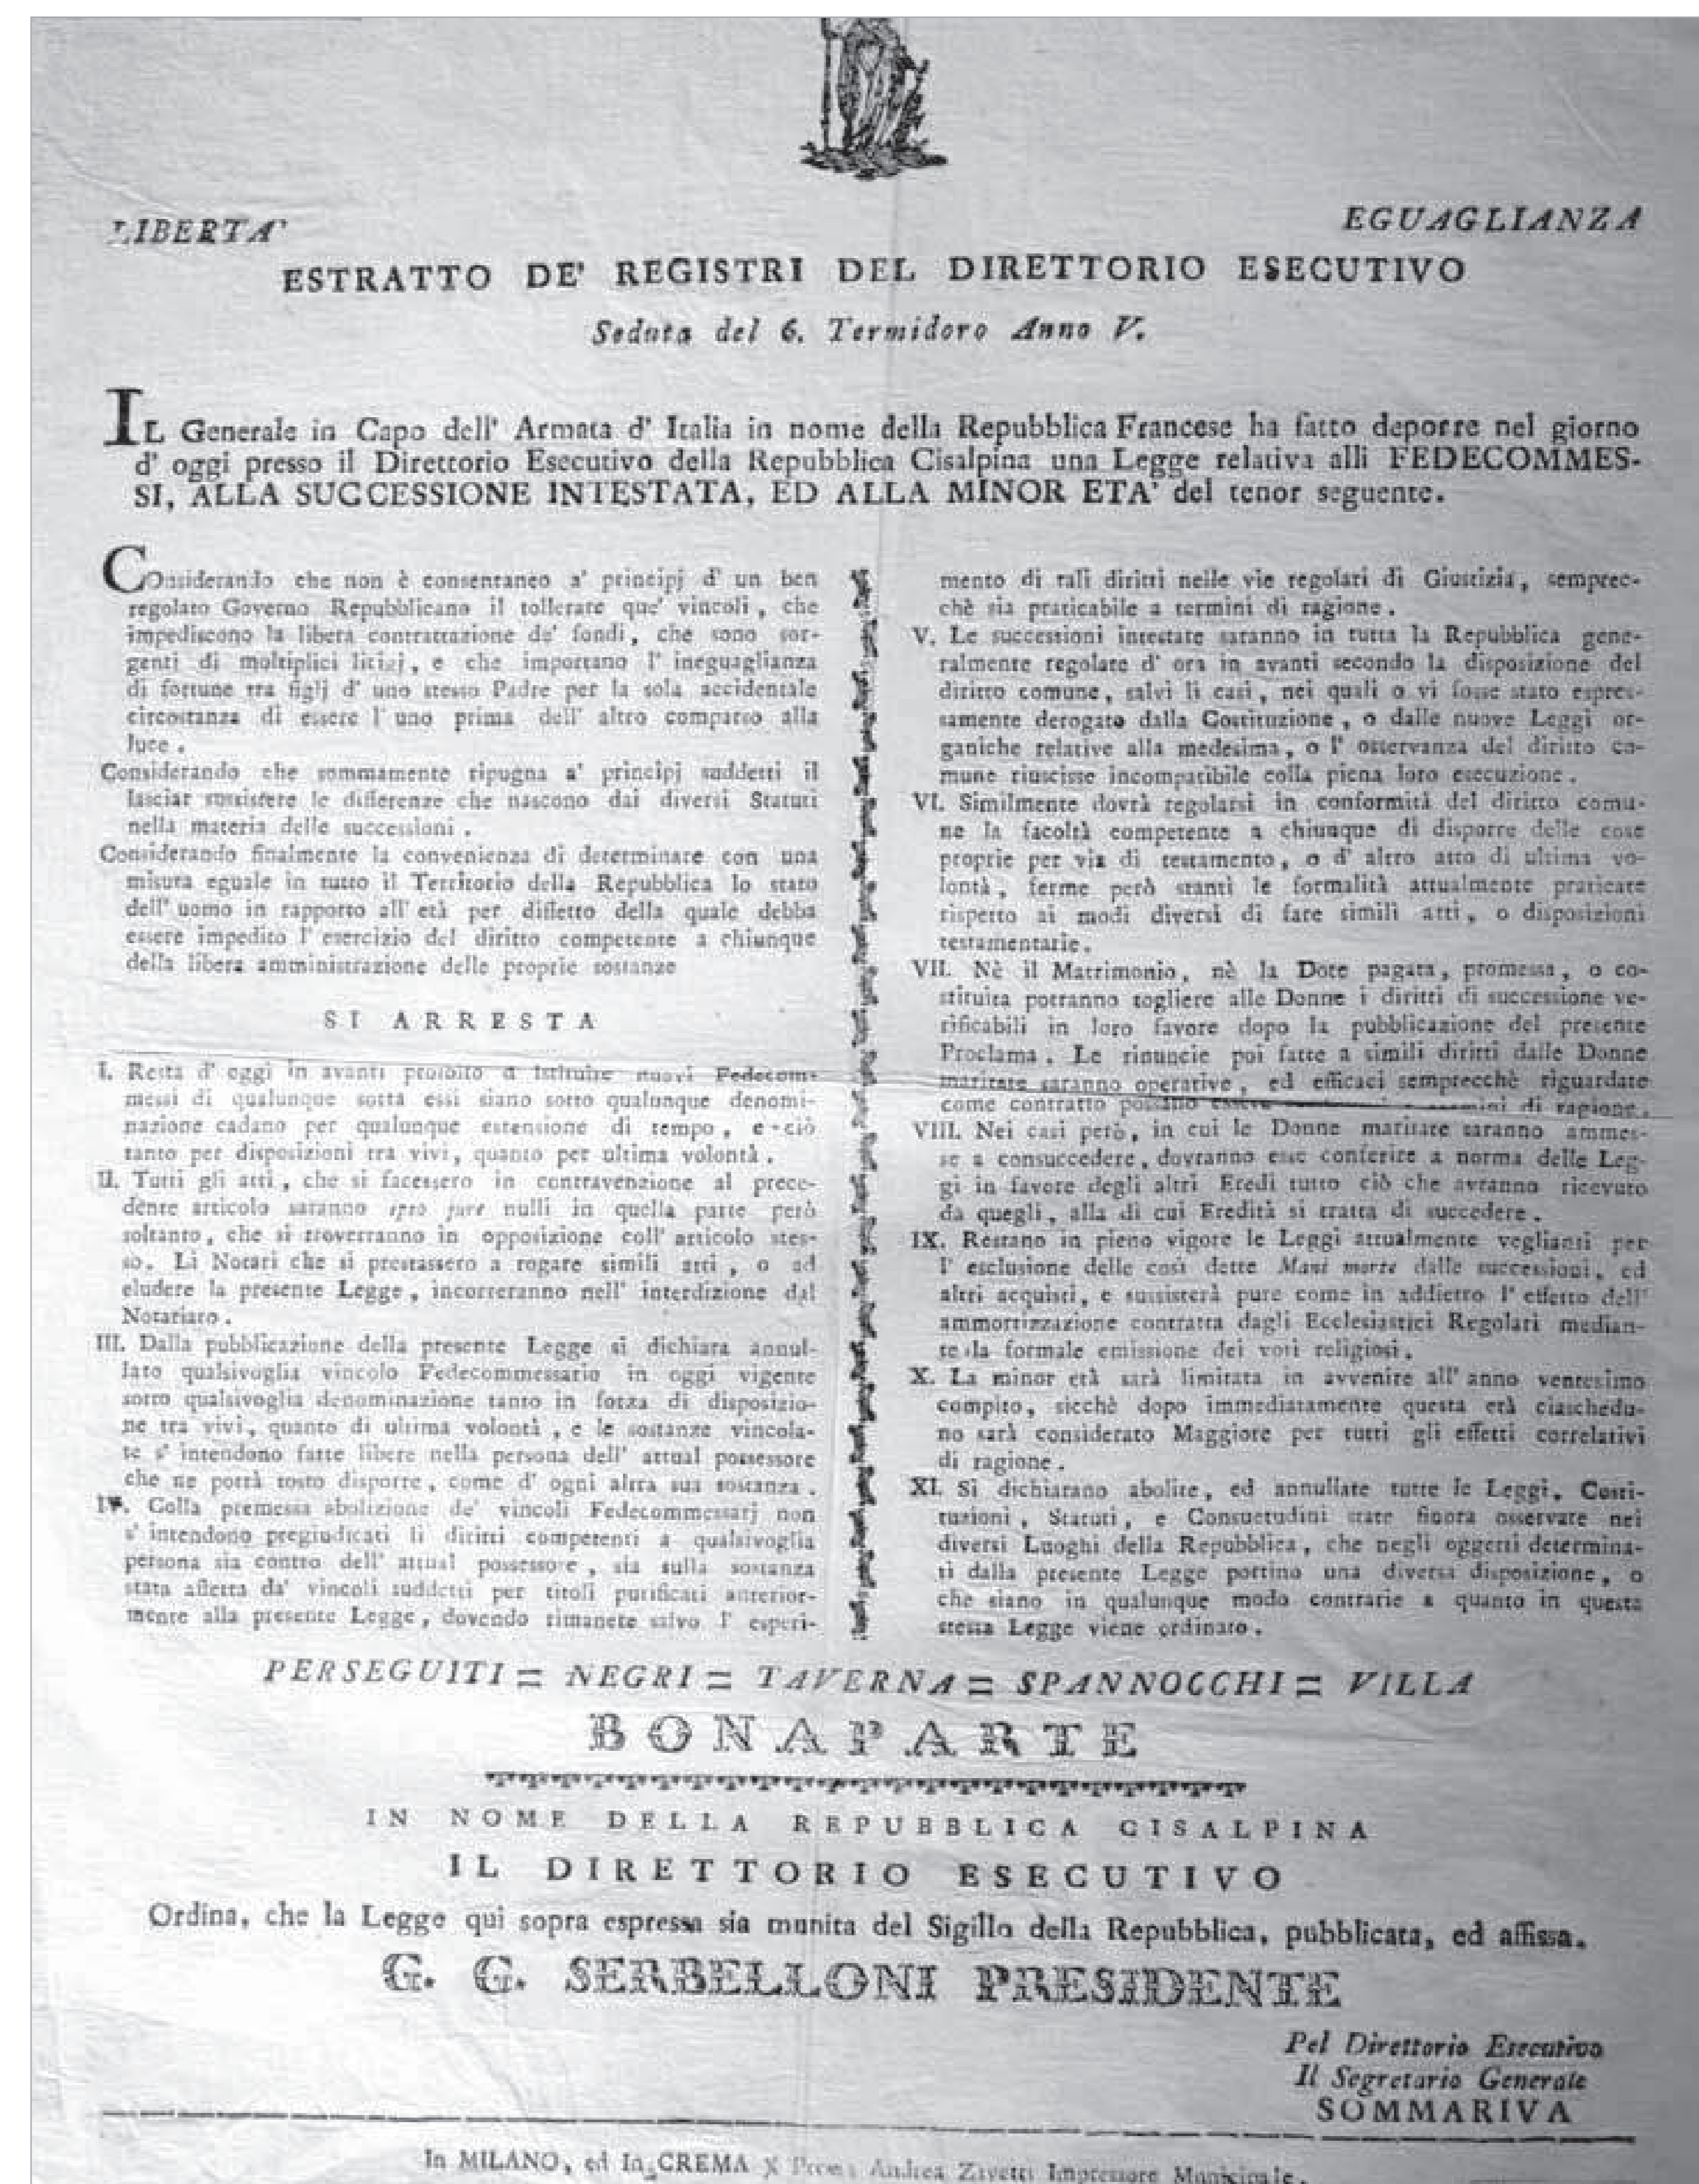 LIBERTA'
EGUAGLIANZA
ESTRATTO DE' REGISTRI DEL DIRETTORIO ESECUTIVO
Seduta del 6. Termidoro Anno V.
IL Generale in Capo dell' Armata d' Italia in nome della Repubblica Francese ha fatto deporre nel giorno
d' oggi presso il Direttorio Esecutivo della Repubblica Cisalpina una Legge relativa alli FEDECOMMES-
SI, ALLA SUCCESSIONE INTESTATA, ED ALLA MINOR ETA' del tenor seguente.
COnsiderando che non è consentaneo a' principj d' un ben
regolato Governo Repubblicano il tollerare que' vincoli, che
impediscono la libera contrattazione de' fondi, che sono sor-
genti di moltiplici litigj, e che importano l' ineguaglianza
di fortune tra figlj d' uno stesso Padre per la sola accidentale
circostanza di essere l' uno prima dell' altro comparso alla
luce.
Considerando che sommamente ripugna a' principj suddetti il
lasciar sussistere le differenze che nascono dai diversi Statuti
nella materia delle successioni.
Considerando finalmente la convenienza di determinare con una
misura eguale in tutto il Territorio della Repubblica lo stato
dell' uomo in rapporto all' età per diffetto della quale debba
essere impedito l' esercizio del diritto competente a chiunque
della libera amministrazione delle proprie sostanze
SI ARRESTA
I. Resta d' oggi in avanti proibito d' istituire nuovi Fedecom-
messi di qualunque sorta essi siano sotto qualunque denomi-
nazione cadano per qualunque estensione di tempo, e ciò
tanto per disposizioni tra vivi, quanto per ultima volontà.
II. Tutti gli atti, che si facessero in contravenzione al prece-
dente articolo saranno ipso jure nulli in quella parte però
soltanto, che si troveranno in opposizione coll' articolo stes-
so. Li Notari che si prestassero a rogare simili atti, o ad
eludere la presente Legge, incorreranno nell' interdizione dal
Notariato.
III. Dalla pubblicazione della presente Legge si dichiara annul-
lato qualsivoglia vincolo Fedecommessario in oggi vigente
sotto qualsivoglia denominazione tanto in forza di disposizio-
ne tra vivi, quanto di ultima volontà, e le sostanze vincola-
te s' intendono fatte libere nella persona dell' attual possessore
che ne potrà tosto disporre, come d' ogni altra sua sostanza.
IV. Colla premessa abolizione de' vincoli Fedecommessarj non
s' intendono pregiudicati li diritti competenti a qualsivoglia
persona sia contro dell' attual possessore, sia sulla sostanza
stata affetta da' vincoli suddetti per titoli purificati anterior-
mente alla presente Legge, dovendo rimanere salvo l' esperi-
mento di tali diritti nelle vie regolari di Giustizia, semprec-
chè sia praticabile a termini di ragione.
V. Le successioni intestate saranno in tutta la Repubblica gene-
ralmente regolate d' ora in avanti secondo la disposizione del
diritto comune, salvi li casi, nei quali o vi fosse stato espres-
samente derogato dalla Costituzione, o dalle nuove Leggi or-
ganiche relative alla medesima, o l' osservanza del diritto co-
mune riuscisse incompatibile colla piena loro esecuzione.
VI. Similmente dovrà regolarsi in conformità del diritto comu-
ne la facoltà competente a chiunque di disporre delle cose
proprie per via di testamento, o d' altro atto di ultima vo-
lontà, ferme però stanti le formalità attualmente praticate
rispetto ai modi diversi di fare simili atti, o disposizioni
testamentarie.
VII. Nè il Matrimonio, nè la Dote pagata, promessa, o co-
stituita potranno togliere alle Donne i diritti di successione ve-
rificabili in loro favore dopo la pubblicazione del presente
Proclama. Le rinuncie poi fatte a simili diritti dalle Donne
maritate saranno operative, ed efficaci semprecchè riguardate
come contratto possano essere di ragione.
VIII. Nei casi però, in cui le Donne maritate saranno ammes-
se a consuccedere, dovranno esse conferire a norma delle Leg-
gi in favore degli altri Eredi tutto ciò che avranno ricevuto
da quegli, alla di cui Eredità si tratta di succedere.
IX. Restano in pieno vigore le Leggi attualmente veglianti per
l' esclusione delle così dette Mani morte dalle successioni, ed
altri acquisti, e sussisterà pure come in addietro l' effetto dell'
ammortizzazione contratta dagli Ecclesiastici Regolari median-
te la formale emissione dei voti religiosi.
X. La minor età sarà limitata in avvenire all' anno ventesimo
compito, sicchè dopo immediatamente questa età ciaschedu-
no sarà considerato Maggiore per tutti gli effetti correlativi
di ragione.
XI. Si dichiarano abolite, ed annullate tutte le Leggi, Costi-
tuzioni, Statuti, e Consuetudini state finora osservate nei
diversi Luoghi della Repubblica, che negli oggetti determina-
ti dalla presente Legge portino una diversa disposizione, o
che siano in qualunque modo contrarie a quanto in questa
stessa Legge viene ordinato.
PERSEGUITI = NEGRI = TAVERNA = SPANNOCCHI = VILLA
BONAPARTE
IN NOME DELLA REPUBBLICA CISALPINA
IL DIRETTORIO ESECUTIVO
Ordina, che la Legge qui sopra espressa sia munita del Sigillo della Repubblica, pubblicata, ed affissa.
G. G. SERBELLONI PRESIDENTE
Pel Direttorio Esecutivo
Il Segretario Generale
SOMMARIVA
In MILANO, ed In CREMA Andrea Zavetti Impressore Municipale.